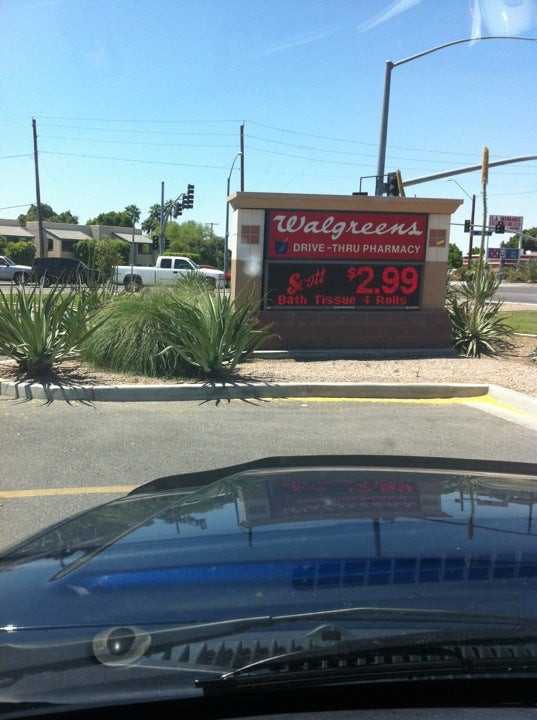 Walgreens
DRIVE-THRU PHARMACY
Scott $2.99
Bath Tissue 4 Rolls